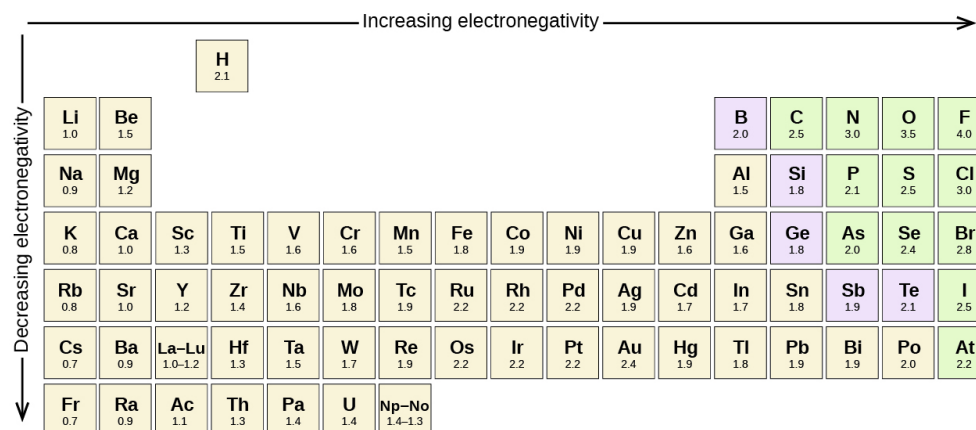 Increasing electronegativity
Decreasing electronegativity
H
2.1
Li Be B C N O F
1.0 1.5 2.0 2.5 3.0 3.5 4.0
Na Mg Al Si P S Cl
0.9 1.2 1.5 1.8 2.1 2.5 3.0
K Ca Sc Ti V Cr Mn Fe Co Ni Cu Zn Ga Ge As Se Br
0.8 1.0 1.3 1.5 1.6 1.6 1.5 1.8 1.9 1.9 1.9 1.6 1.6 1.8 2.0 2.4 2.8
Rb Sr Y Zr Nb Mo Tc Ru Rh Pd Ag Cd In Sn Sb Te I
0.8 1.0 1.2 1.4 1.6 1.8 1.9 2.2 2.2 2.2 1.9 1.7 1.7 1.8 1.9 2.1 2.5
Cs Ba La–Lu Hf Ta W Re Os Ir Pt Au Hg Tl Pb Bi Po At
0.7 0.9 1.0–1.2 1.3 1.5 1.7 1.9 2.2 2.2 2.2 2.4 1.9 1.8 1.9 1.9 2.0 2.2
Fr Ra Ac Th Pa U Np–No
0.7 0.9 1.1 1.3 1.4 1.4 1.4–1.3